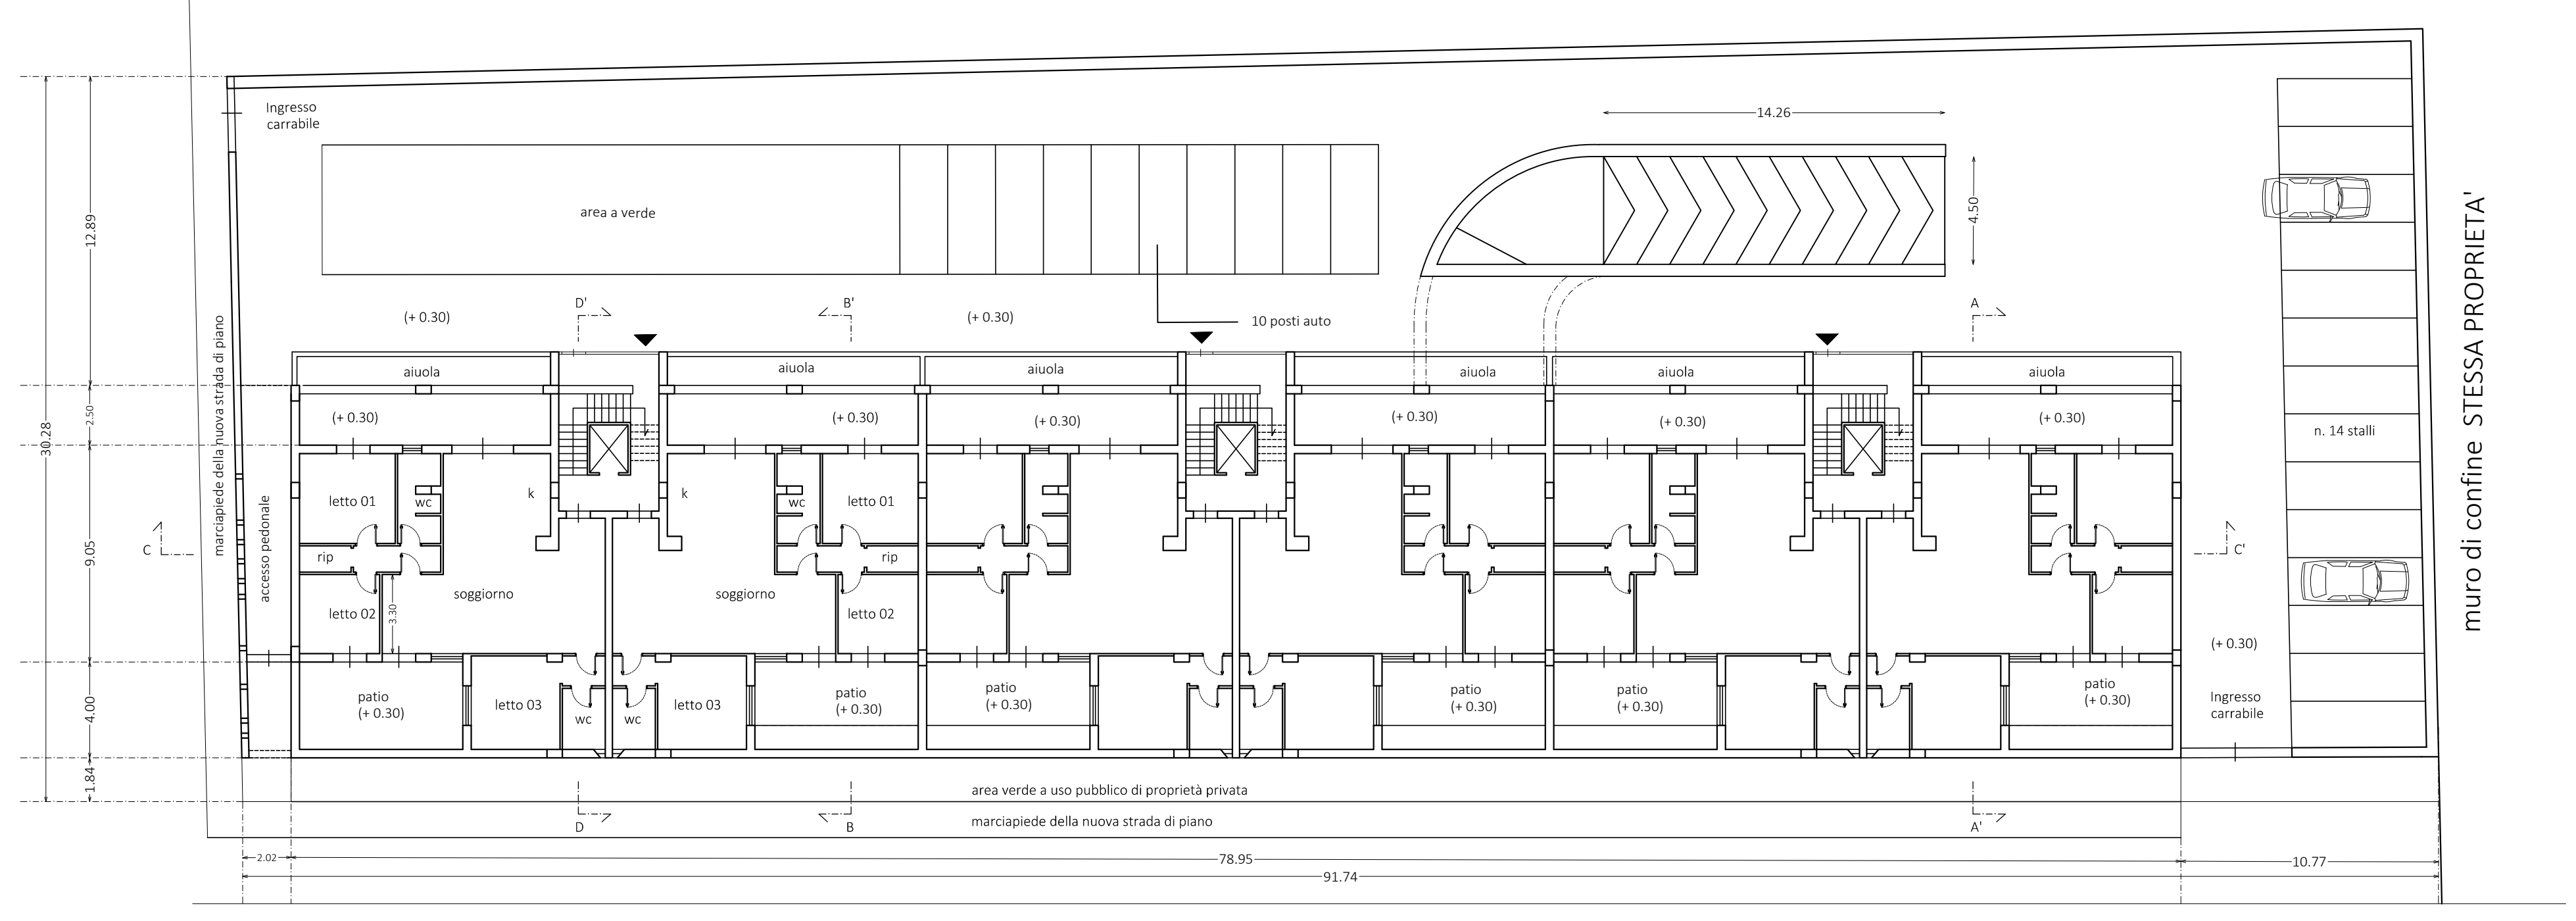 Ingresso
carrabile
14.26
area a verde
4.50
12.89
30.28
2.50
9.05
4.00
1.84
marciapiede della nuova strada di piano
accesso pedonale
muro di confine STESSA PROPRIETA'
D'
B'
A
(+ 0.30)
(+ 0.30)
10 posti auto
aiuola
aiuola
aiuola
aiuola
aiuola
aiuola
(+ 0.30)
(+ 0.30)
(+ 0.30)
(+ 0.30)
(+ 0.30)
(+ 0.30)
n. 14 stalli
letto 01
wc
k
k
wc
letto 01
C
C'
rip
rip
soggiorno
soggiorno
letto 02
3.30
letto 02
(+ 0.30)
patio
(+ 0.30)
letto 03
wc
wc
letto 03
patio
(+ 0.30)
patio
(+ 0.30)
patio
(+ 0.30)
patio
(+ 0.30)
patio
(+ 0.30)
Ingresso
carrabile
area verde a uso pubblico di proprietà privata
marciapiede della nuova strada di piano
D
B
A'
2.02
78.95
10.77
91.74